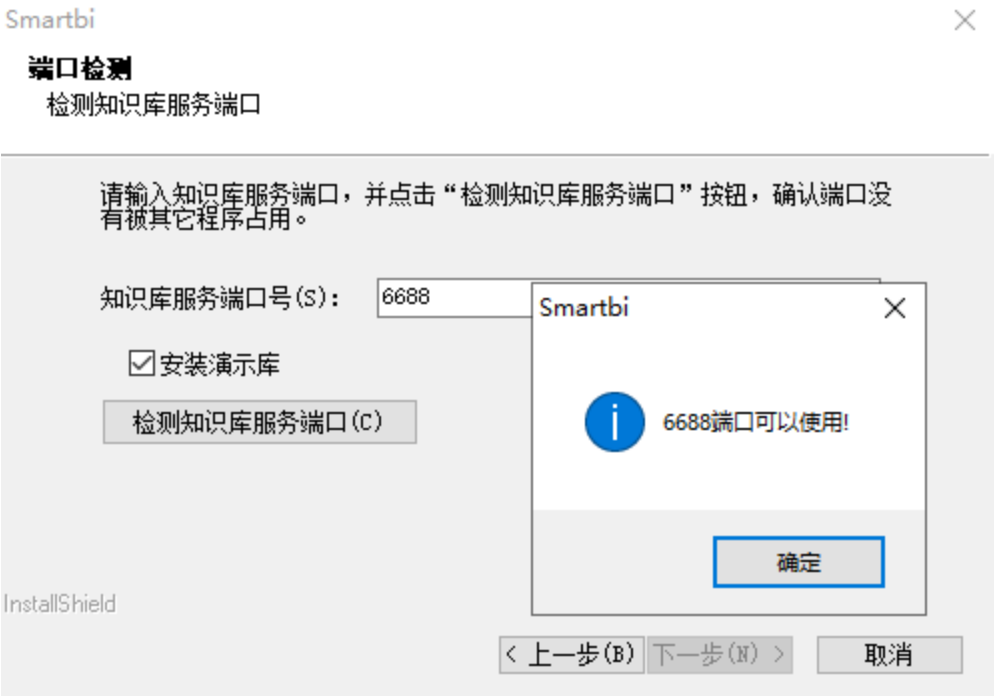 Smartbi
端口检测
检测知识库服务端口
请输入知识库服务端口，并点击“检测知识库服务端口”按钮，确认端口没
有被其它程序占用。
知识库服务端口号(S)： 6688
安装演示库
检测知识库服务端口(C)
Smartbi
6688端口可以使用!
确定
InstallShield
< 上一步(B) 下一步(N) > 取消